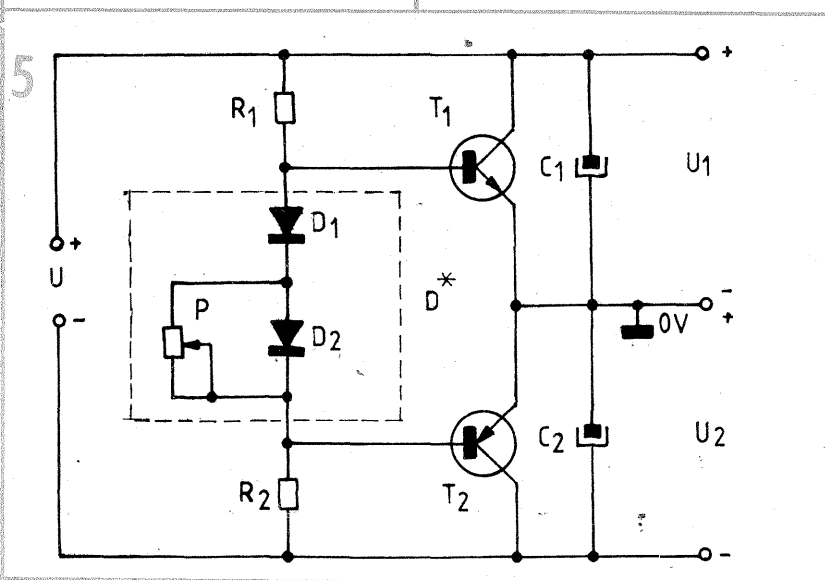 5
+
R1
T1
C1
U1
D1
+
U
-
P
D*
D2
-
+
0V
C2
U2
R2
T2
-